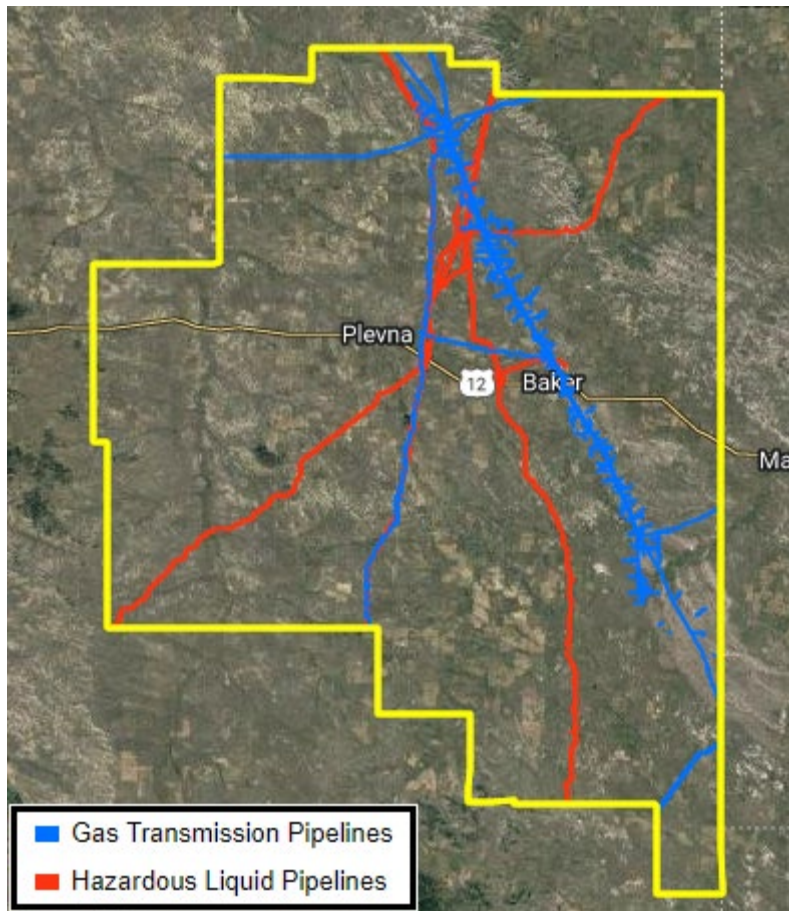 Plevna
12
Baker
Ma
Gas Transmission Pipelines
Hazardous Liquid Pipelines